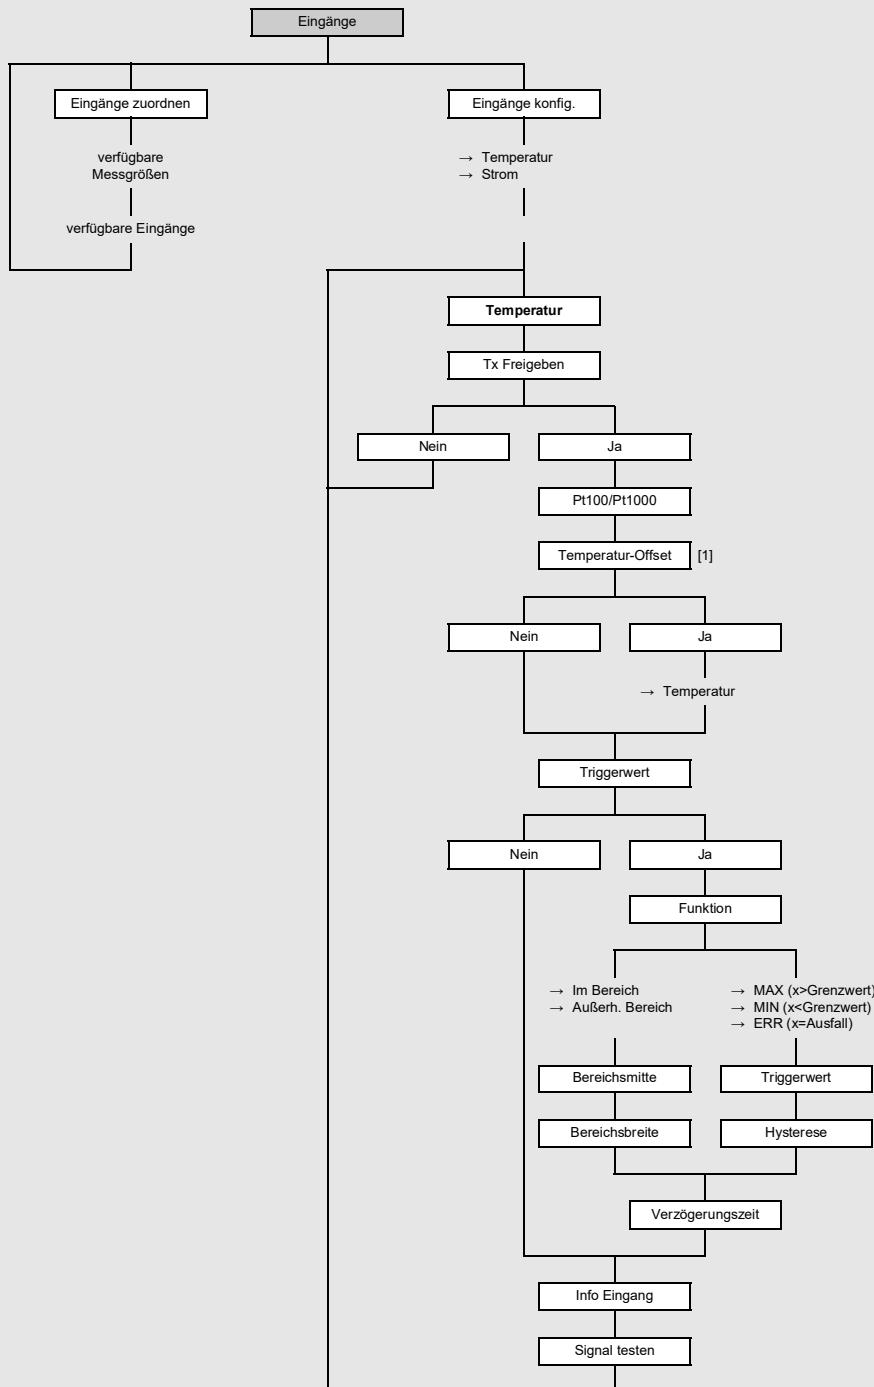 Eingänge
Eingänge zuordnen
Eingänge konfig.
verfügbare
Messgrößen
→ Temperatur
→ Strom
verfügbare Eingänge
Temperatur
Tx Freigeben
Nein
Ja
Pt100/Pt1000
Temperatur-Offset [1]
Nein
Ja
→ Temperatur
Triggerwert
Nein
Ja
Funktion
→ Im Bereich
→ Außerh. Bereich
→ MAX (x>Grenzwert)
→ MIN (x<Grenzwert)
→ ERR (x=Ausfall)
Bereichsmitte
Triggerwert
Bereichsbreite
Hysterese
Verzögerungszeit
Info Eingang
Signal testen